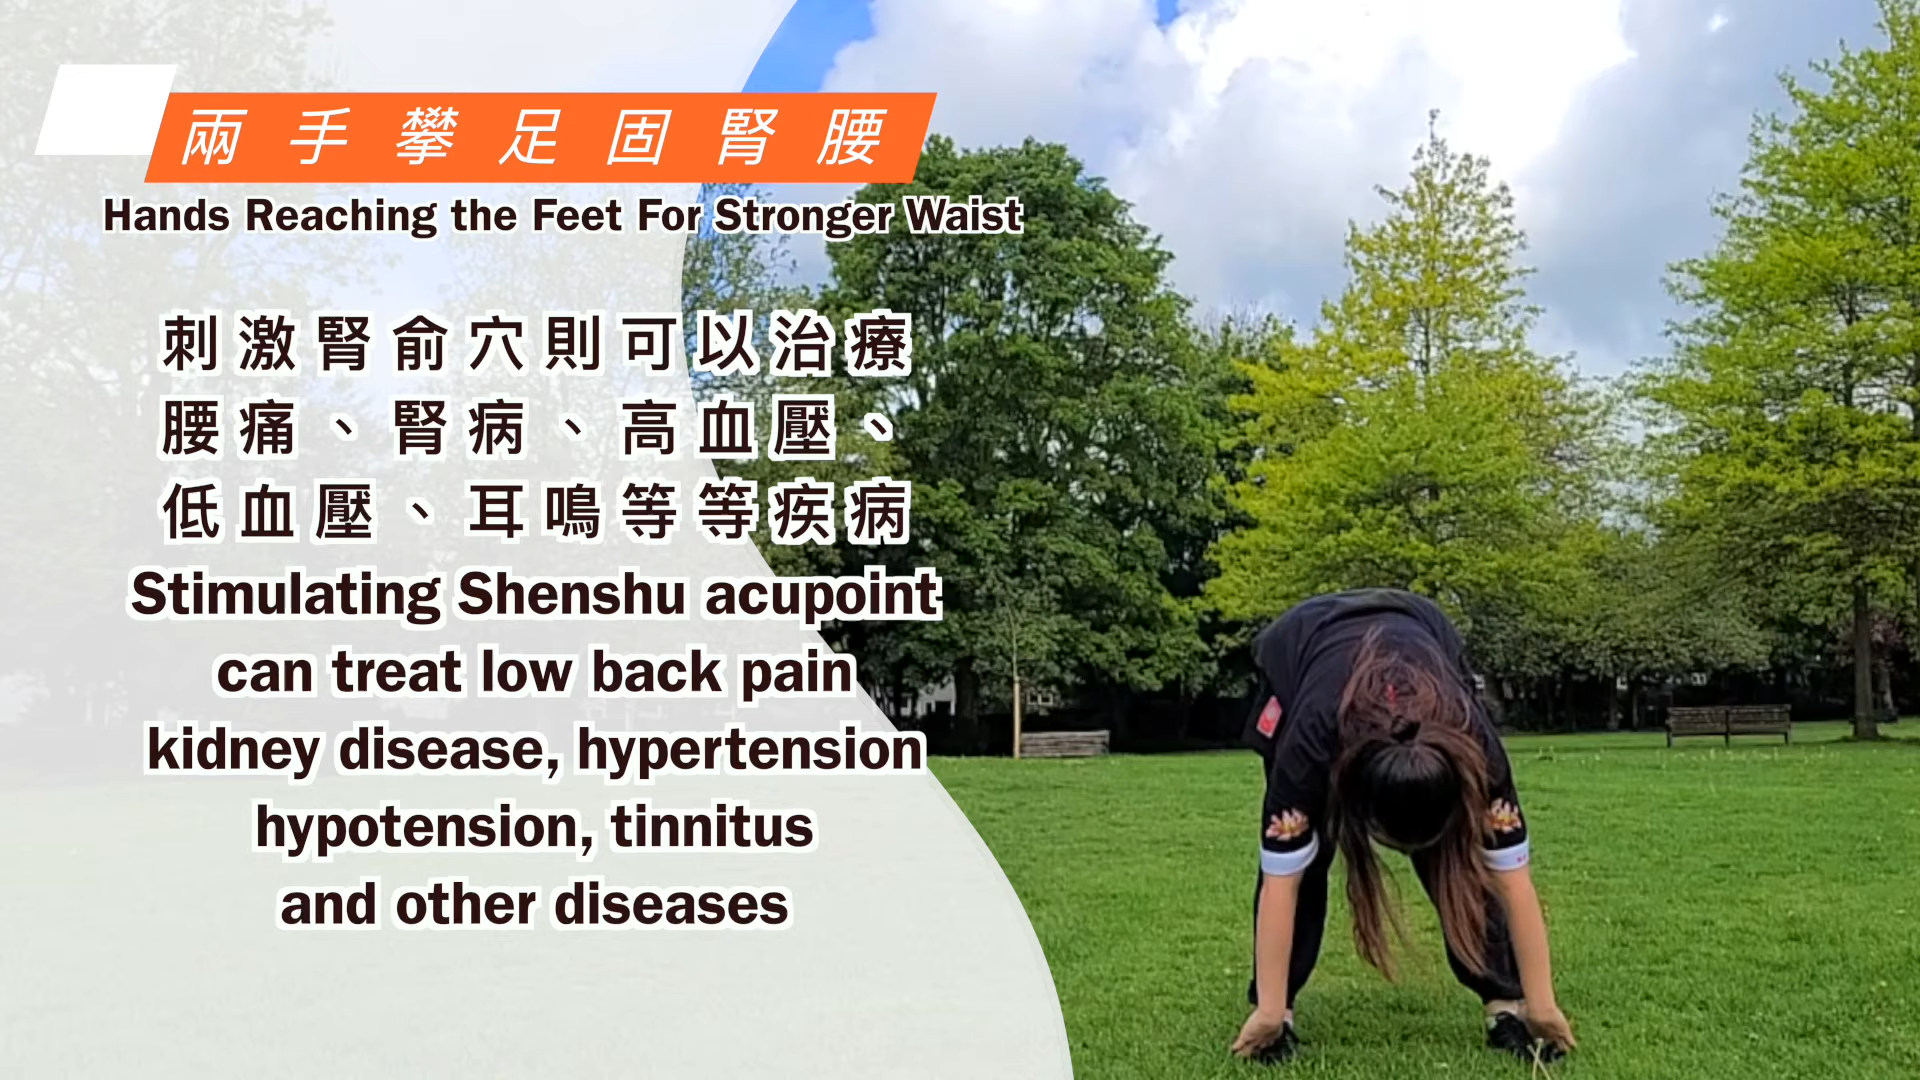 兩手攀足固腎腰
Hands Reaching the Feet For Stronger Waist
刺激腎俞穴則可以治療
腰痛、腎病、高血壓、
低血壓、耳鳴等等疾病
Stimulating Shenshu acupoint
can treat low back pain
kidney disease, hypertension
hypotension, tinnitus
and other diseases